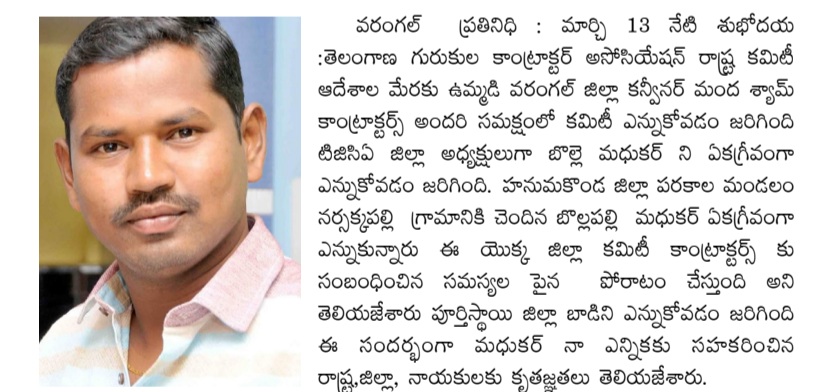 వరంగల్ ప్రతినిధి : మార్చి 13 నేటి శుభోదయ
:తెలంగాణ గురుకుల కాంట్రాక్టర్ అసోసియేషన్ రాష్ట్ర కమిటీ
ఆదేశాల మేరకు ఉమ్మడి వరంగల్ జిల్లా కన్వీనర్ మంద శ్యామ్
కాంట్రాక్టర్స్ అందరి సమక్షంలో కమిటీ ఎన్నుకోవడం జరిగింది
టిజిసిఏ జిల్లా అధ్యక్షులుగా బొల్లె మధుకర్ ని ఏకగ్రీవంగా
ఎన్నుకోవడం జరిగింది. హనుమకొండ జిల్లా పరకాల మండలం
నర్సక్కపల్లి గ్రామానికి చెందిన బొల్లపల్లి మధుకర్ ఏకగ్రీవంగా
ఎన్నుకున్నారు ఈ యొక్క జిల్లా కమిటీ కాంట్రాక్టర్స్ కు
సంబంధించిన సమస్యల పైన పోరాటం చేస్తుంది అని
తెలియజేశారు పూర్తిస్థాయి జిల్లా బాడిని ఎన్నుకోవడం జరిగింది
ఈ సందర్భంగా మధుకర్ నా ఎన్నికకు సహకరించిన
రాష్ట్ర,జిల్లా, నాయకులకు కృతజ్ఞతలు తెలియజేశారు.